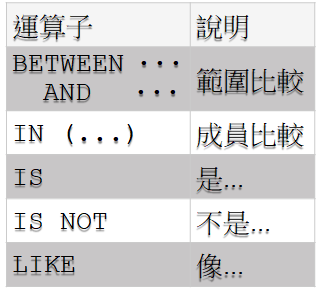 運算子 說明
BETWEEN ...
AND ... 範圍比較
IN (...) 成員比較
IS 是...
IS NOT 不是...
LIKE 像...